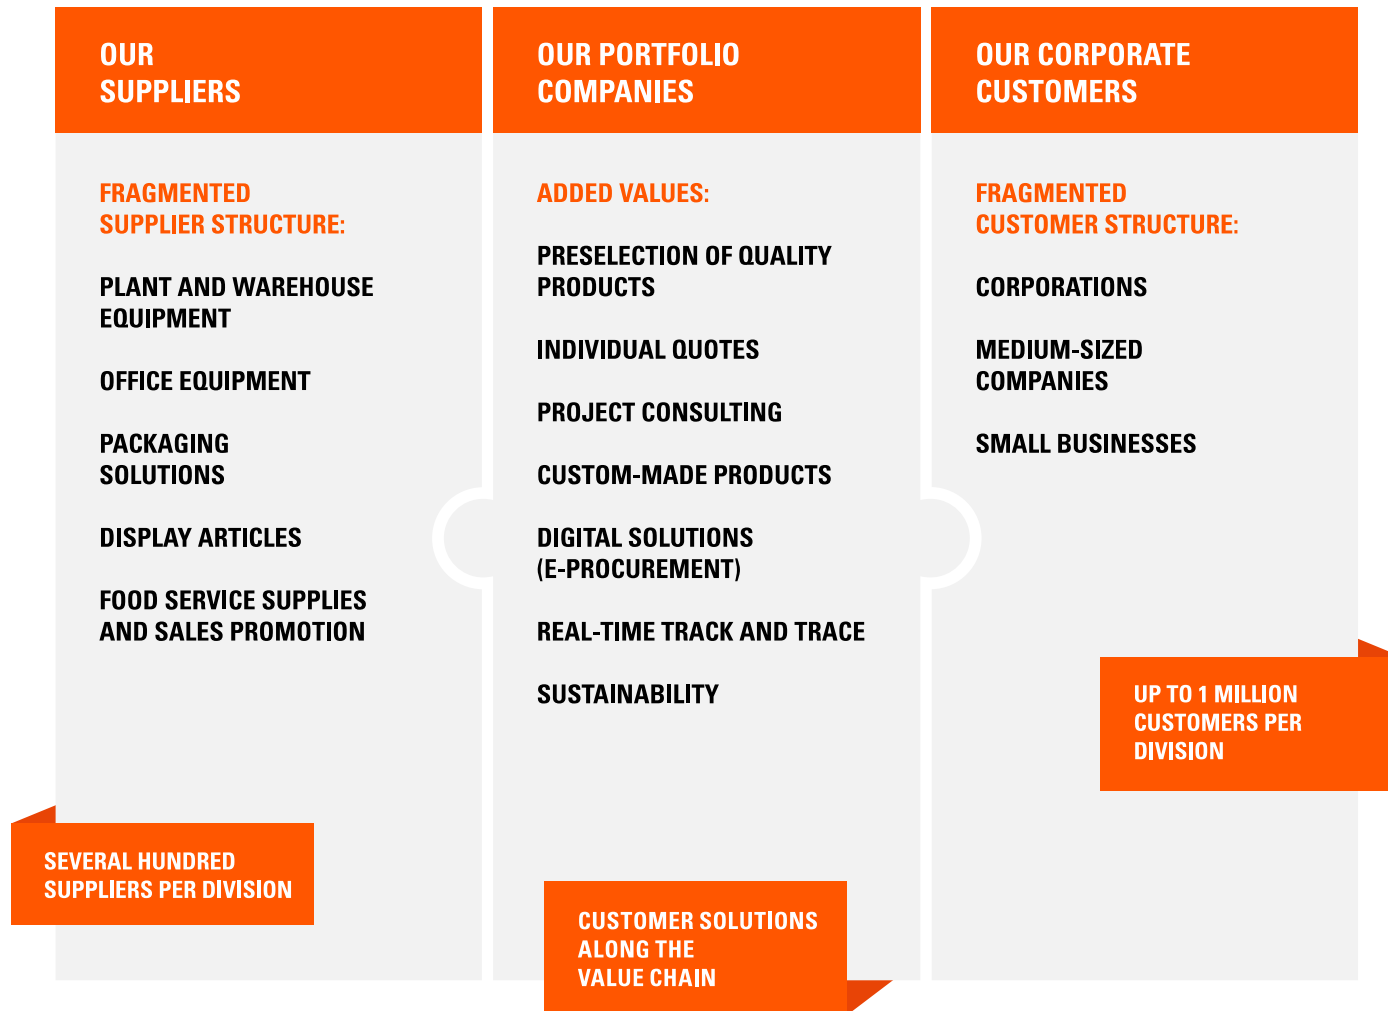 OUR
SUPPLIERS
FRAGMENTED
SUPPLIER STRUCTURE:
PLANT AND WAREHOUSE
EQUIPMENT
OFFICE EQUIPMENT
PACKAGING
SOLUTIONS
DISPLAY ARTICLES
FOOD SERVICE SUPPLIES
AND SALES PROMOTION
SEVERAL HUNDRED
SUPPLIERS PER DIVISION
OUR PORTFOLIO
COMPANIES
ADDED VALUES:
PRESELECTION OF QUALITY
PRODUCTS
INDIVIDUAL QUOTES
PROJECT CONSULTING
CUSTOM-MADE PRODUCTS
DIGITAL SOLUTIONS
(E-PROCUREMENT)
REAL-TIME TRACK AND TRACE
SUSTAINABILITY
CUSTOMER SOLUTIONS
ALONG THE
VALUE CHAIN
OUR CORPORATE
CUSTOMERS
FRAGMENTED
CUSTOMER STRUCTURE:
CORPORATIONS
MEDIUM-SIZED
COMPANIES
SMALL BUSINESSES
UP TO 1 MILLION
CUSTOMERS PER
DIVISION